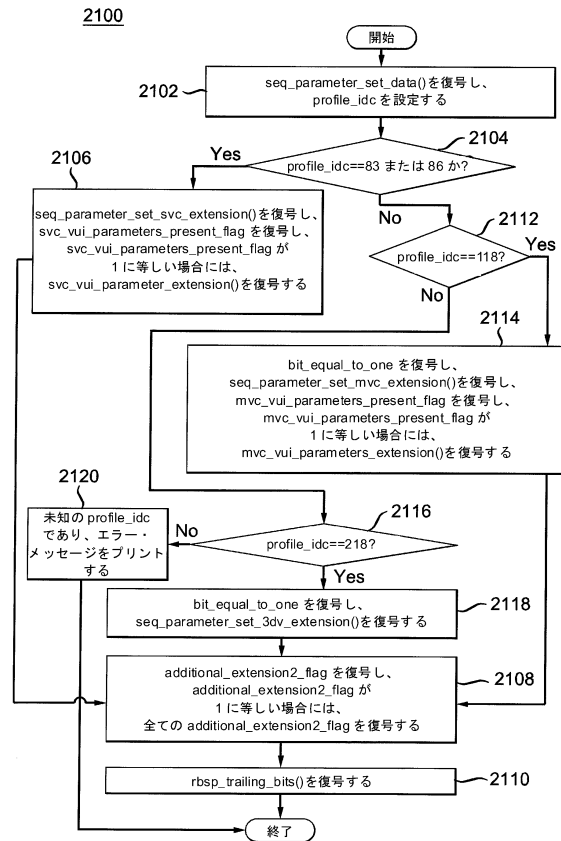 2100
開始
2102
seq_parameter_set_data()を復号し、
profile_idc を設定する
2104
profile_idc==83 または 86 か?
Yes
No
2106
seq_parameter_set_svc_extension()を復号し、
svc_vui_parameters_present_flag を復号し、
svc_vui_parameters_present_flag が
1 に等しい場合には、
svc_vui_parameter_extension()を復号する
2112
profile_idc==118?
Yes
No
2114
bit_equal_to_one を復号し、
seq_parameter_set_mvc_extension()を復号し、
mvc_vui_parameters_present_flag を復号し、
mvc_vui_parameters_present_flag が
1 に等しい場合には、
mvc_vui_parameters_extension()を復号する
2116
profile_idc==218?
No
Yes
2120
未知の profile_idc
であり、エラー・
メッセージをプリント
する
2118
bit_equal_to_one を復号し、
seq_parameter_set_3dv_extension()を復号する
2108
additional_extension2_flag を復号し、
additional_extension2_flag が
1 に等しい場合には、
全ての additional_extension2_flag を復号する
2110
rbsp_trailing_bits()を復号する
終了